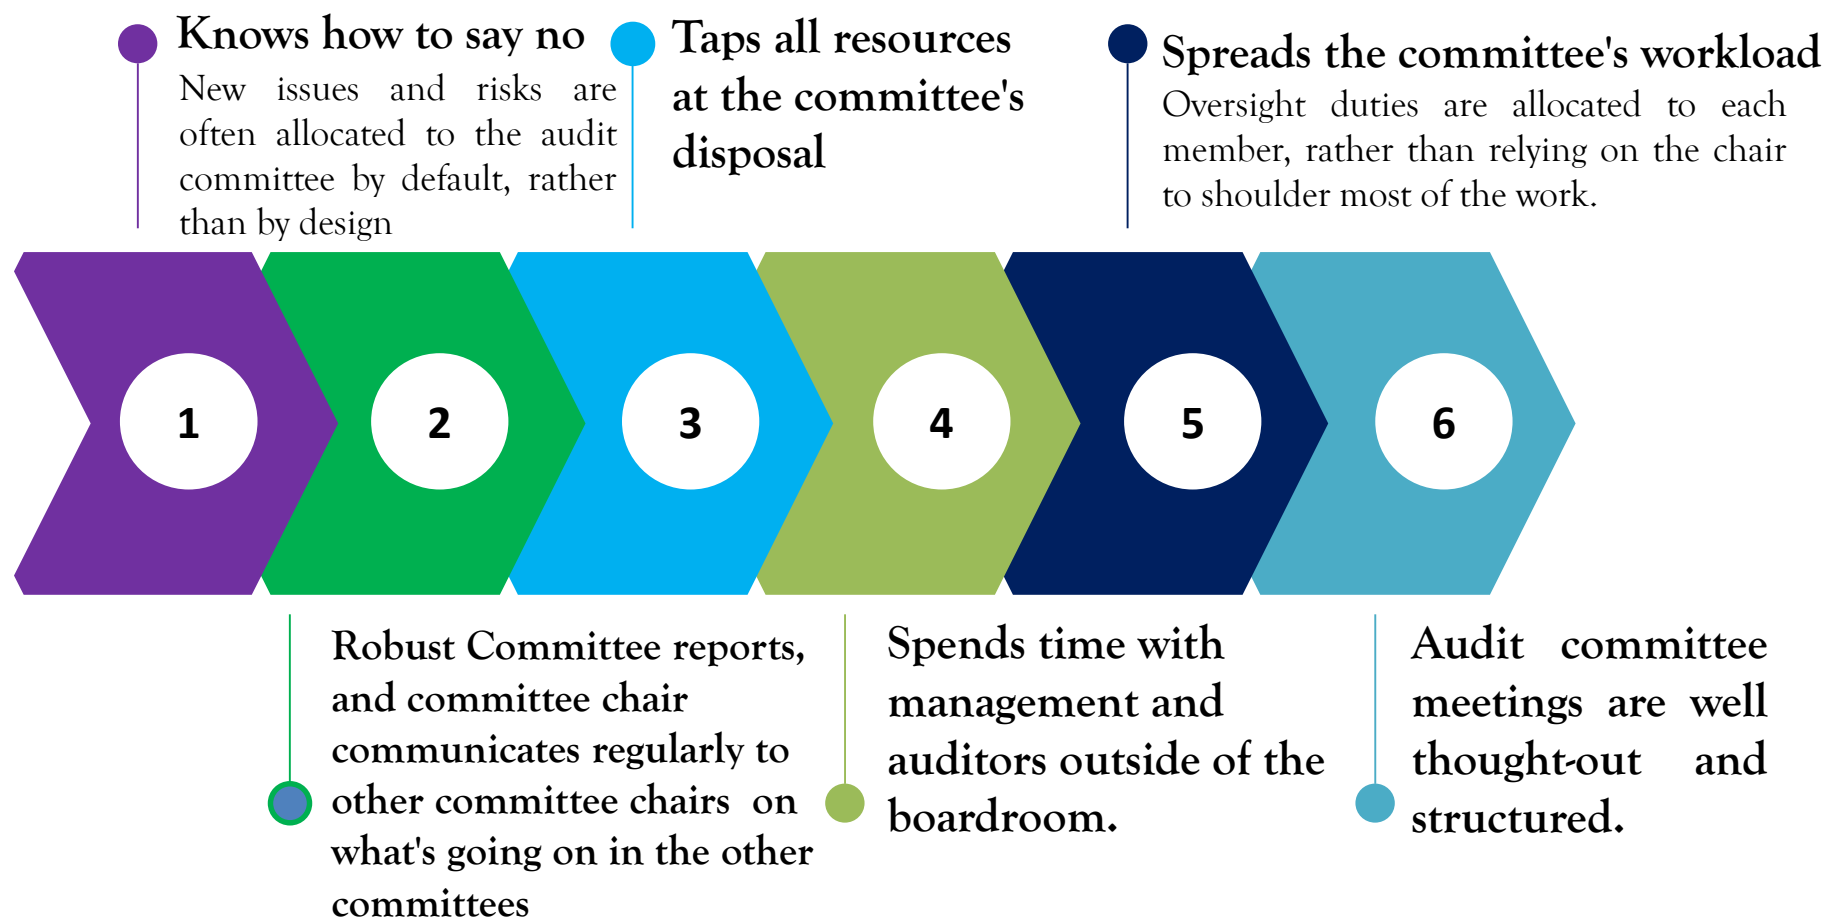 Knows how to say no
New issues and risks are
often allocated to the audit
committee by default, rather
than by design
Taps all resources
at the committee's
disposal
Spreads the committee's workload
Oversight duties are allocated to each
member, rather than relying on the chair
to shoulder most of the work.
1
2
3
4
5
6
Robust Committee reports,
and committee chair
communicates regularly to
other committee chairs on
what's going on in the other
committees
Spends time with
management and
auditors outside of the
boardroom.
Audit committee
meetings are well
thought-out and
structured.